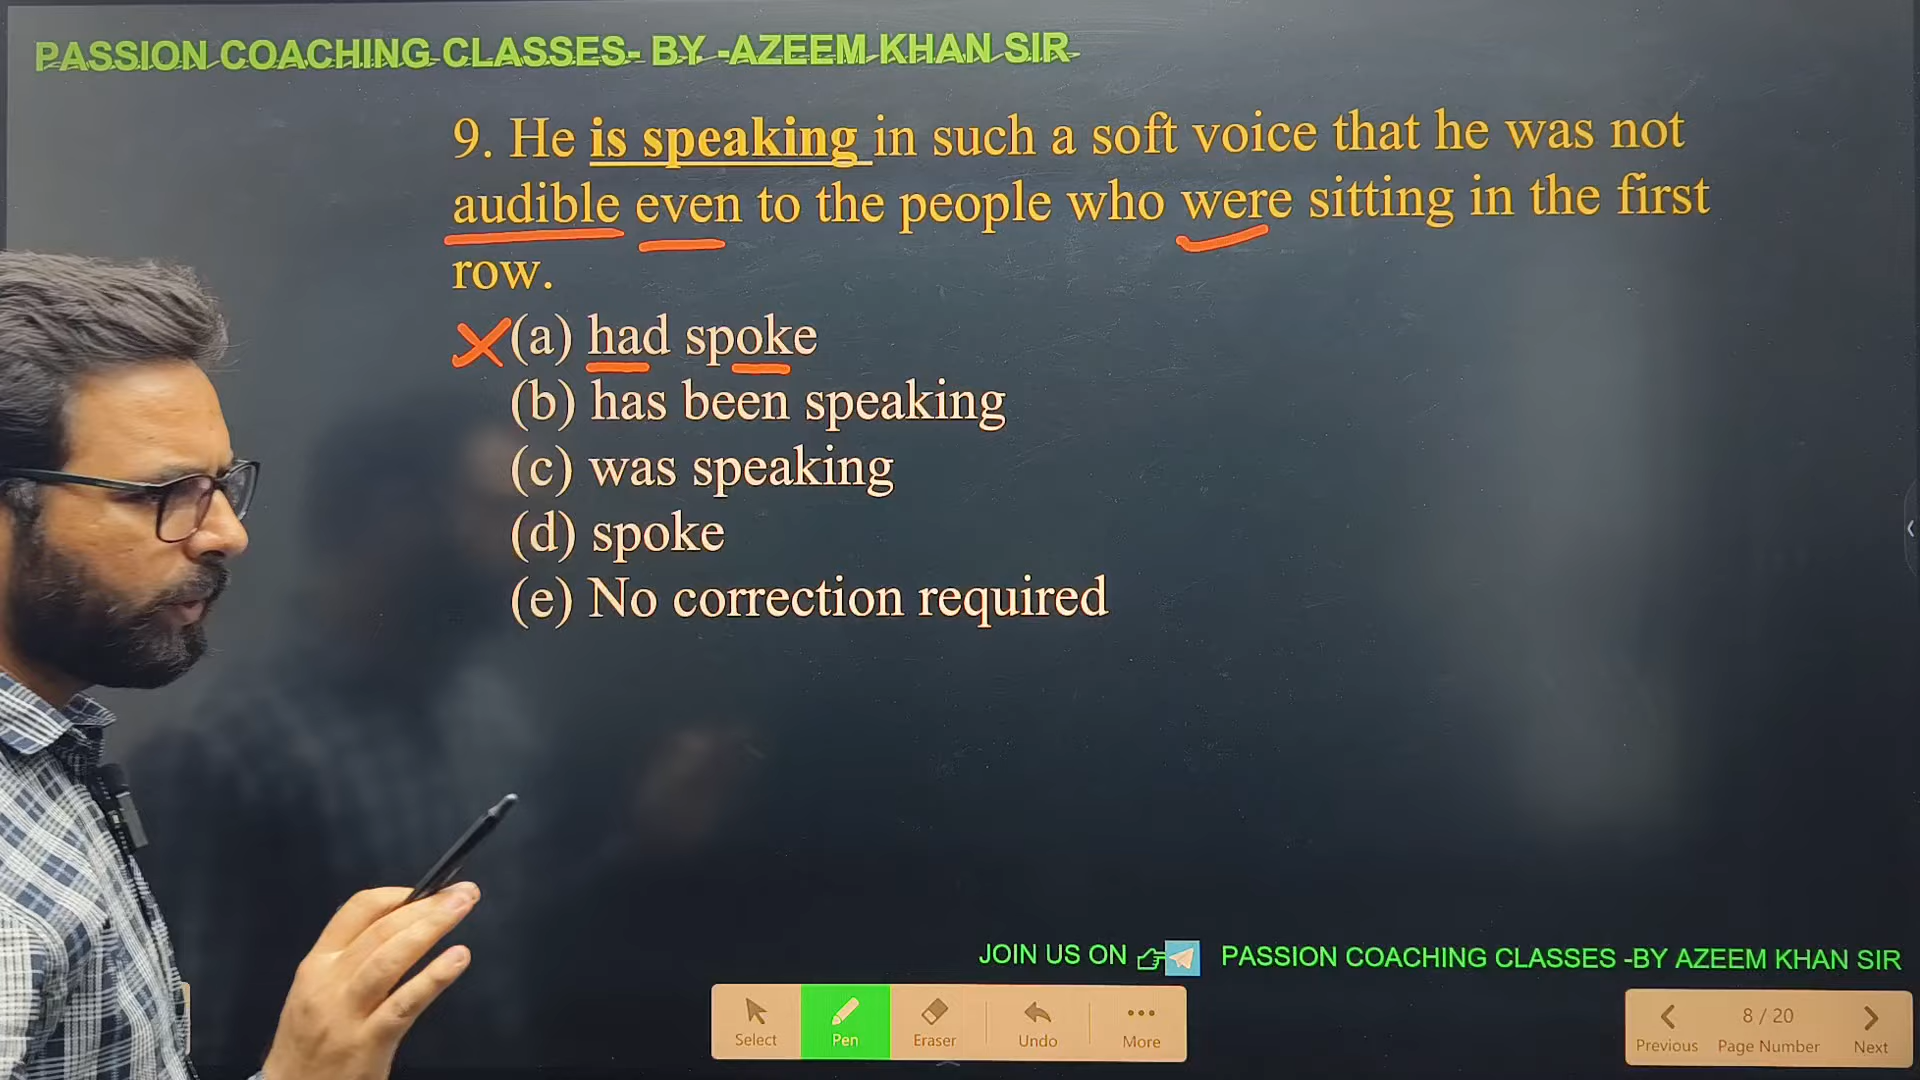 PASSION COACHING CLASSES- BY -AZEEM KHAN SIR
9. He is speaking in such a soft voice that he was not
audible even to the people who were sitting in the first
row.
(a) had spoke
(b) has been speaking
(c) was speaking
(d) spoke
(e) No correction required
JOIN US ON PASSION COACHING CLASSES -BY AZEEM KHAN SIR
Select Pen Eraser Undo More
8 / 20
Previous Page Number Next